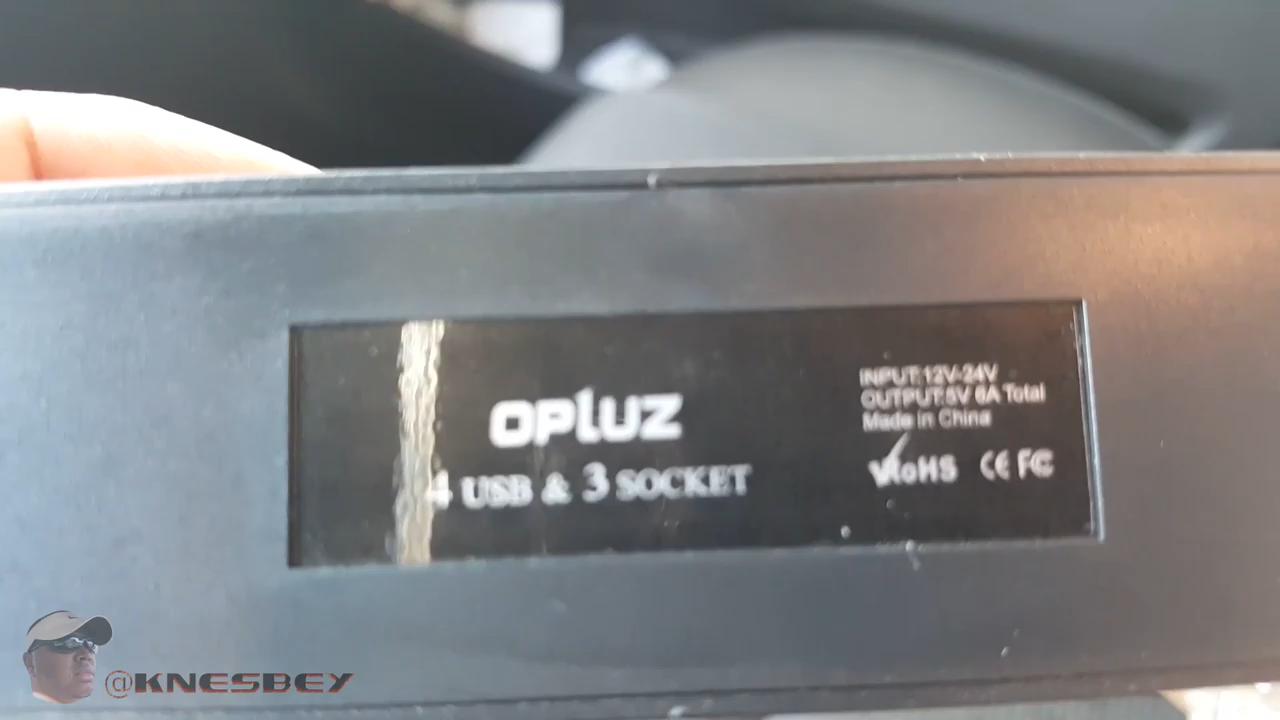 OPLUZ
4 USB & 3 SOCKET
INPUT:12V-24V
OUTPUT:5V 6A Total
Made in China
RoHS CE FC
@KNESBEY